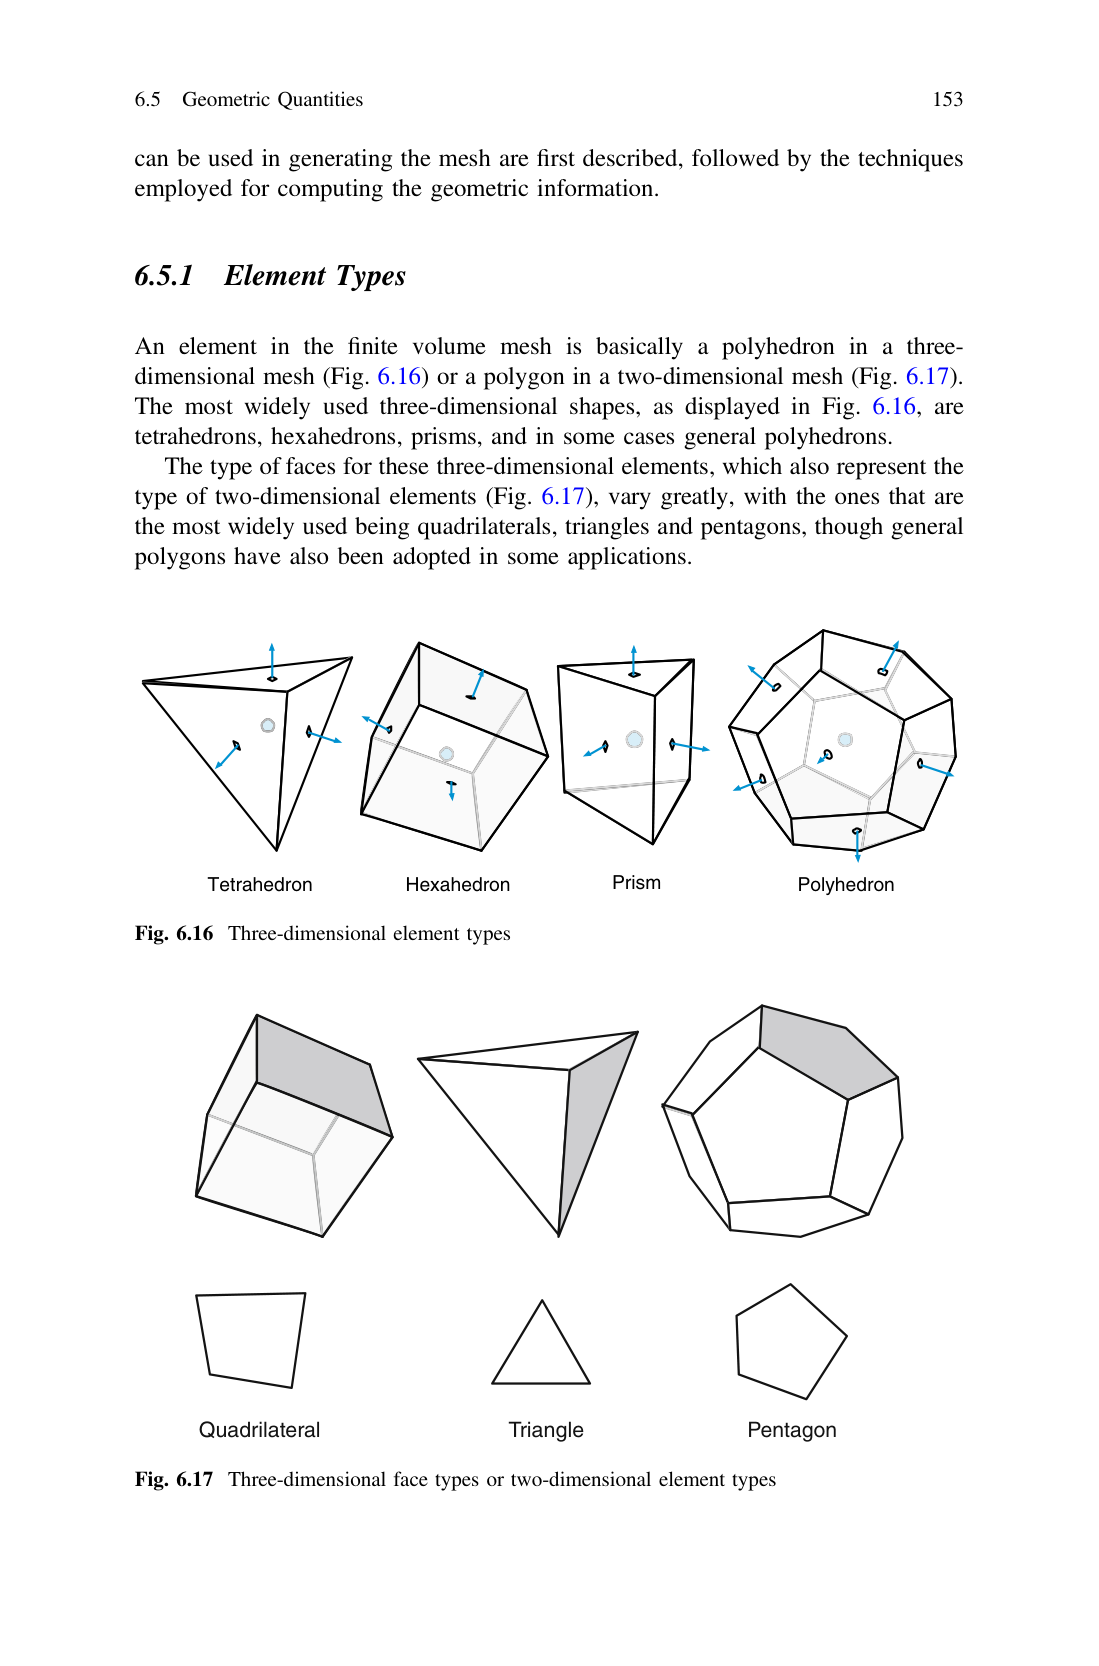 6.5 Geometric Quantities 153
can be used in generating the mesh are first described, followed by the techniques
employed for computing the geometric information.
6.5.1 Element Types
An element in the finite volume mesh is basically a polyhedron in a three-
dimensional mesh (Fig. 6.16) or a polygon in a two-dimensional mesh (Fig. 6.17).
The most widely used three-dimensional shapes, as displayed in Fig. 6.16, are
tetrahedrons, hexahedrons, prisms, and in some cases general polyhedrons.
The type of faces for these three-dimensional elements, which also represent the
type of two-dimensional elements (Fig. 6.17), vary greatly, with the ones that are
the most widely used being quadrilaterals, triangles and pentagons, though general
polygons have also been adopted in some applications.
Tetrahedron Hexahedron Prism Polyhedron
Fig. 6.16 Three-dimensional element types
Quadrilateral Triangle Pentagon
Fig. 6.17 Three-dimensional face types or two-dimensional element types